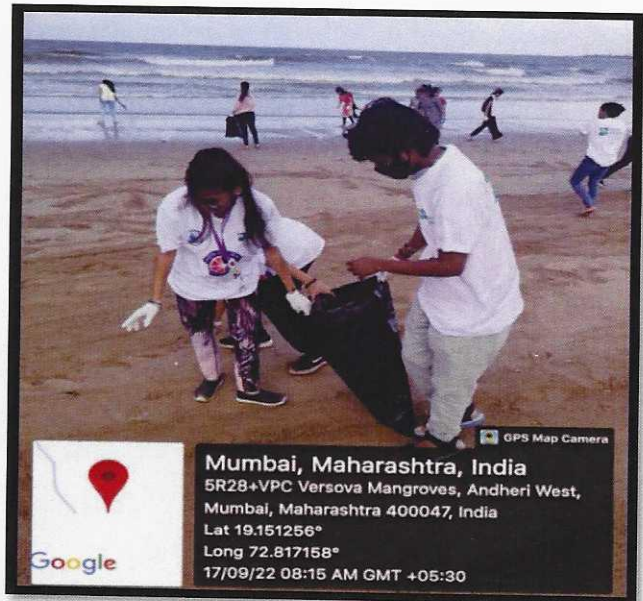 GPS Map Camera
Mumbai, Maharashtra, India
5R28+VPC Versova Mangroves, Andheri West,
Mumbai, Maharashtra 400047, India
Lat 19.151256°
Long 72.817158°
17/09/22 08:15 AM GMT +05:30
Google